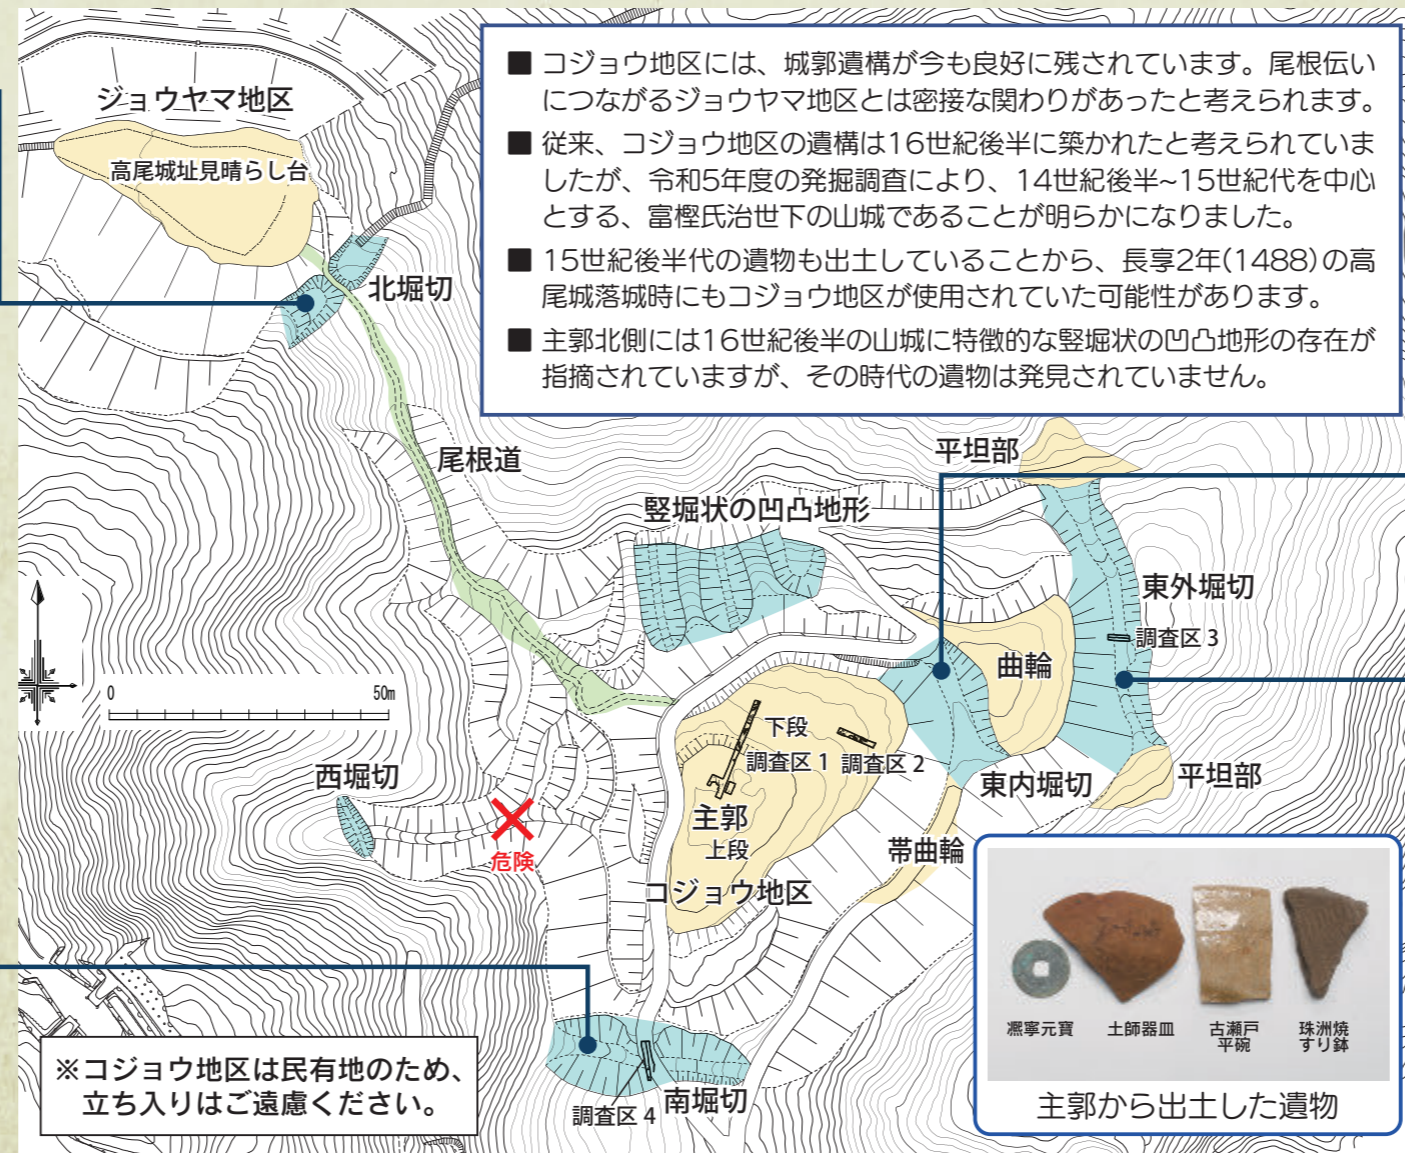 ■ コジョウ地区には、城郭遺構が今も良好に残されています。尾根伝い
につながるジョウヤマ地区とは密接な関わりがあったと考えられます。
■ 従来、コジョウ地区の遺構は16世紀後半に築かれたと考えられていま
したが、令和5年度の発掘調査により、14世紀後半~15世紀代を中心
とする、富樫氏治世下の山城であることが明らかになりました。
■ 15世紀後半代の遺物も出土していることから、長享2年(1488)の高
尾城落城時にもコジョウ地区が使用されていた可能性があります。
■ 主郭北側には16世紀後半の山城に特徴的な竪堀状の凹凸地形の存在が
指摘されていますが、その時代の遺物は発見されていません。
ジョウヤマ地区
高尾城址見晴らし台
北堀切
尾根道
平坦部
竪堀状の凹凸地形
東外堀切
調査区 3
曲輪
0
50m
下段
調査区 1
調査区 2
東内堀切
平坦部
西堀切
危険
主郭
上段
帯曲輪
コジョウ地区
※コジョウ地区は民有地のため、
立ち入りはご遠慮ください。
調査区 4
南堀切
熈寧元寳
土師器皿
古瀬戸
平碗
珠洲焼
すり鉢
主郭から出土した遺物